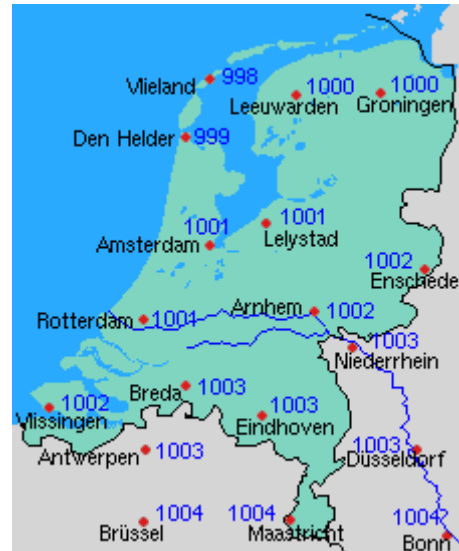 Vlieland 998
1000 Leeuwarden
1000 Groningen
Den Helder 999
1001 Amsterdam
1001 Lelystad
1002 Enschede
Rotterdam 1001
Arnhem 1002
1003 Niederrhein
Breda 1003
1002 Vlissingen
1003 Eindhoven
Antwerpen 1003
1003 Düsseldorf
1004 Brüssel
1004 Maastricht
1004 Bonn